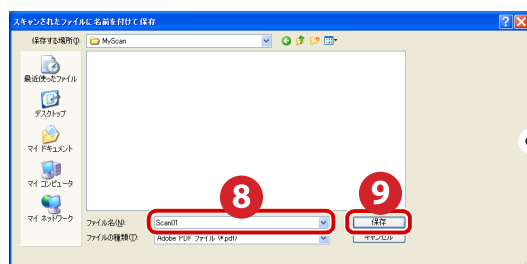 スキャンされたファイルに名前を付けて保存
保存する場所(I):
MyScan
最近使ったファイル
デスクトップ
マイ ドキュメント
マイ コンピュータ
マイ ネットワーク
8
9
ファイル名(N):
Scan01
保存
ファイルの種類(T):
Adobe PDF ファイル (*.pdf)
キャンセル